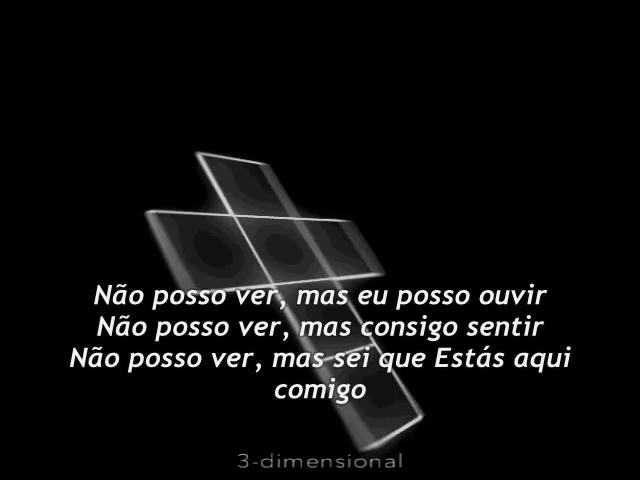 Não posso ver, mas eu posso ouvir
Não posso ver, mas consigo sentir
Não posso ver, mas sei que Estás aqui
comigo
3-dimensional